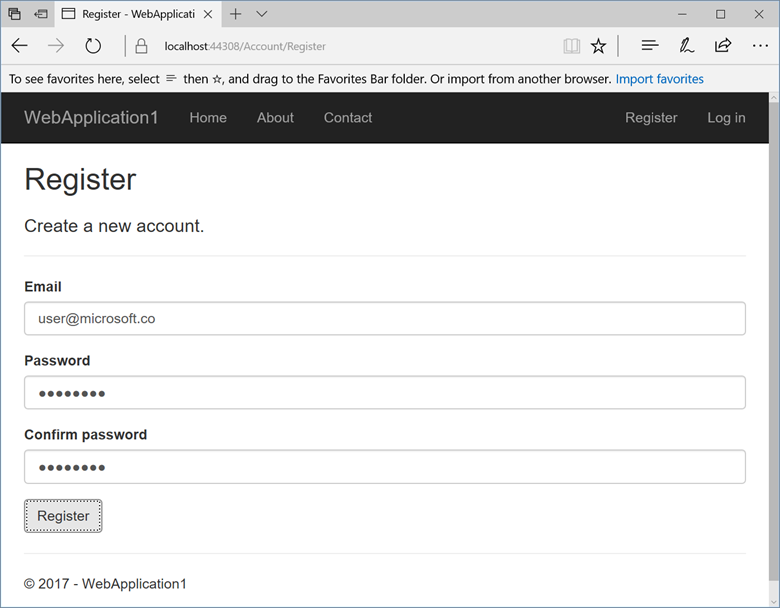 Register - WebApplicati
localhost:44308/Account/Register
To see favorites here, select then ☆, and drag to the Favorites Bar folder. Or import from another browser. Import favorites
WebApplication1 Home About Contact Register Log in
Register
Create a new account.
Email
user@microsoft.co
Password
••••••••
Confirm password
••••••••
Register
© 2017 - WebApplication1